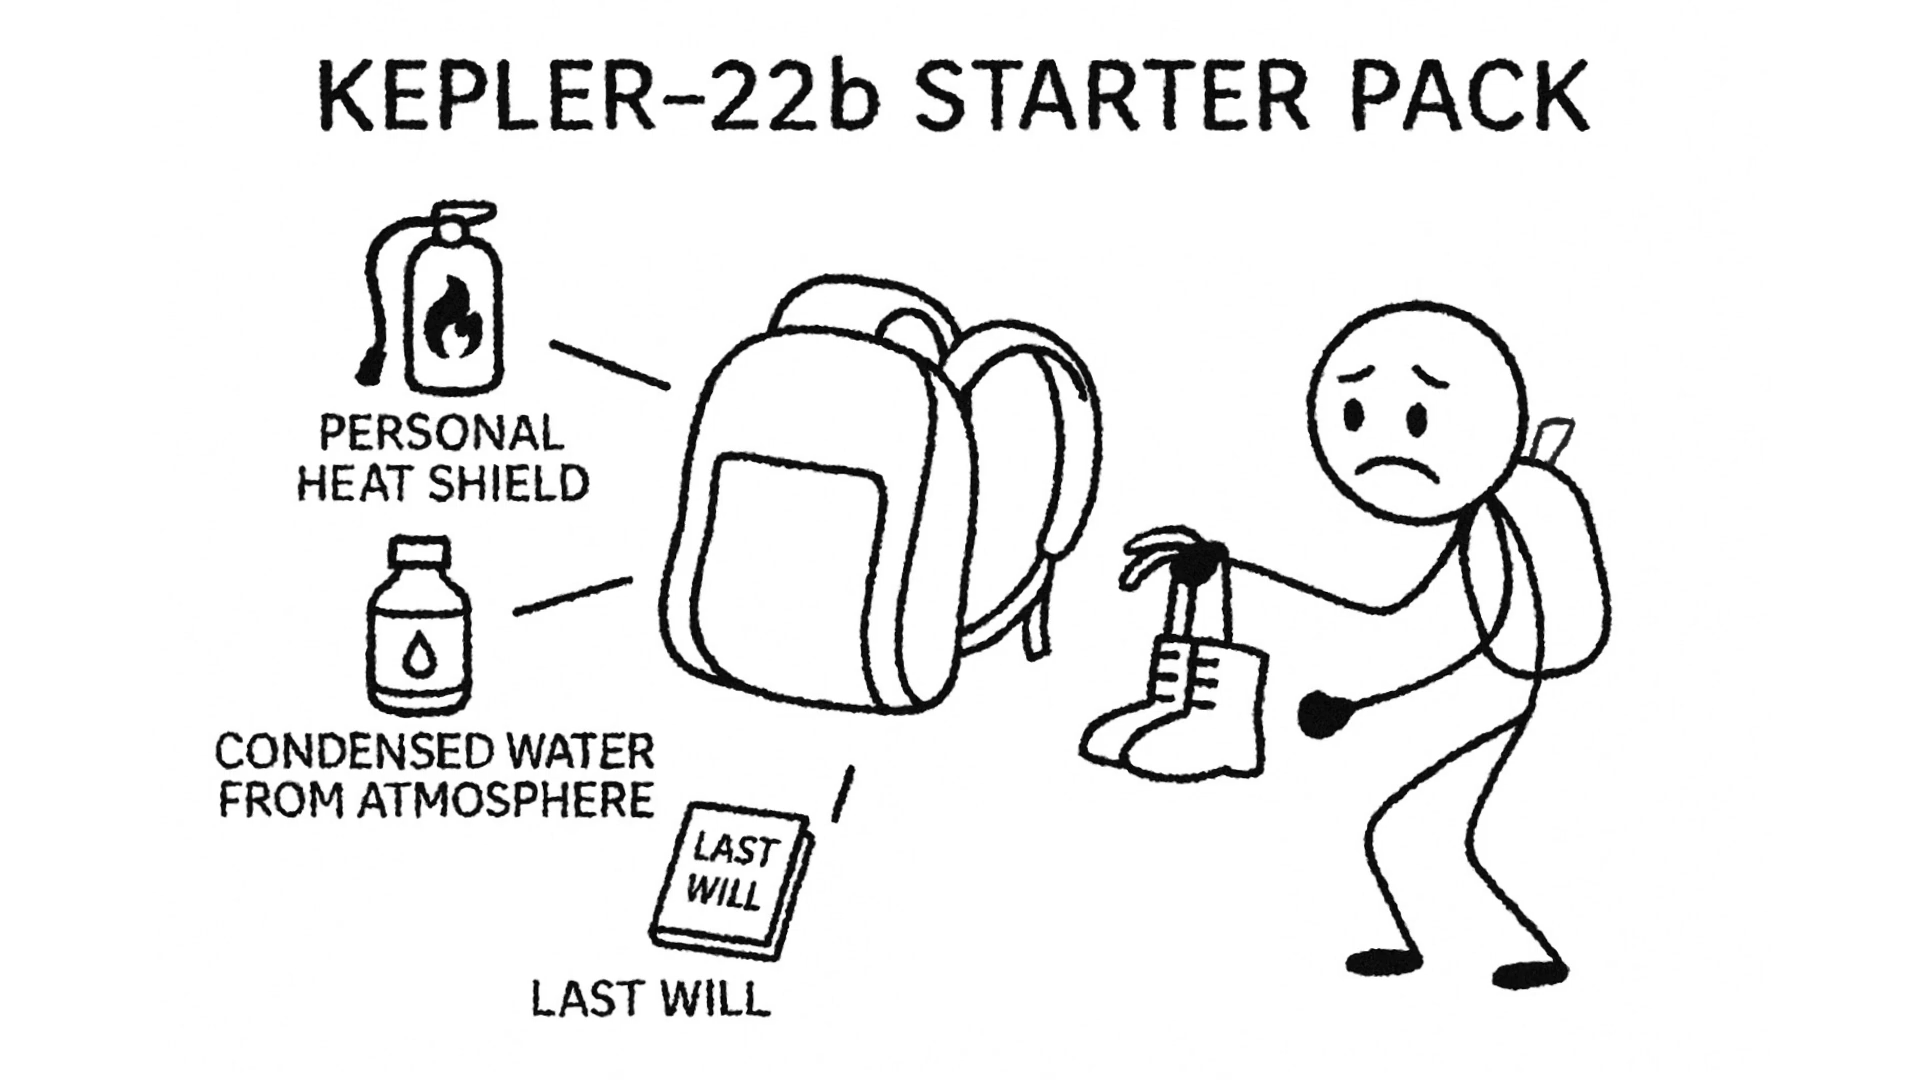 KEPLER–22b STARTER PACK
PERSONAL
HEAT SHIELD
CONDENSED WATER
FROM ATMOSPHERE
LAST
WILL
LAST WILL